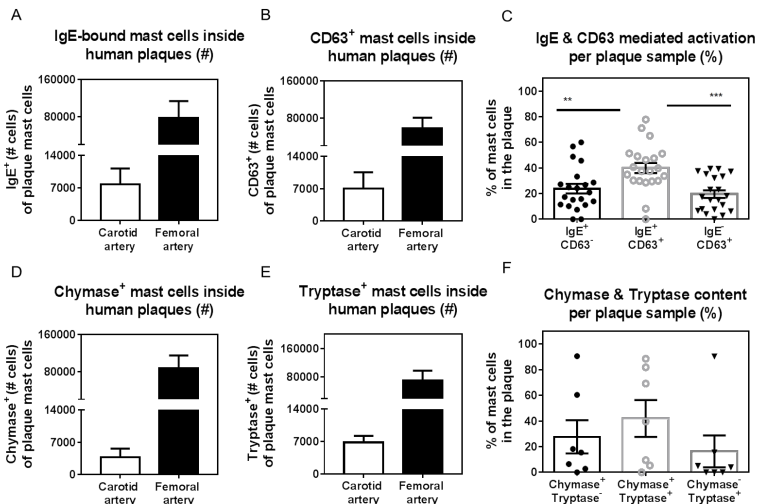 A
IgE-bound mast cells inside
human plaques (#)
IgE+ (# cells)
of plaque mast cells
160000
80000
14000
7000
0
Carotid
artery
Femoral
artery
B
CD63+ mast cells inside
human plaques (#)
CD63+ (# cells)
of plaque mast cells
160000
80000
14000
7000
0
Carotid
artery
Femoral
artery
C
IgE & CD63 mediated activation
per plaque sample (%)
% of mast cells
in the plaque
100
80
60
40
20
0
**
***
IgE+
CD63-
IgE+
CD63+
IgE-
CD63+
D
Chymase+ mast cells inside
human plaques (#)
Chymase+ (# cells)
of plaque mast cells
160000
80000
14000
7000
0
Carotid
artery
Femoral
artery
E
Tryptase+ mast cells inside
human plaques (#)
Tryptase+ (# cells)
of plaque mast cells
160000
80000
14000
7000
0
Carotid
artery
Femoral
artery
F
Chymase & Tryptase content
per plaque sample (%)
% of mast cells
in the plaque
100
80
60
40
20
0
Chymase+
Tryptase-
Chymase+
Tryptase+
Chymase-
Tryptase+